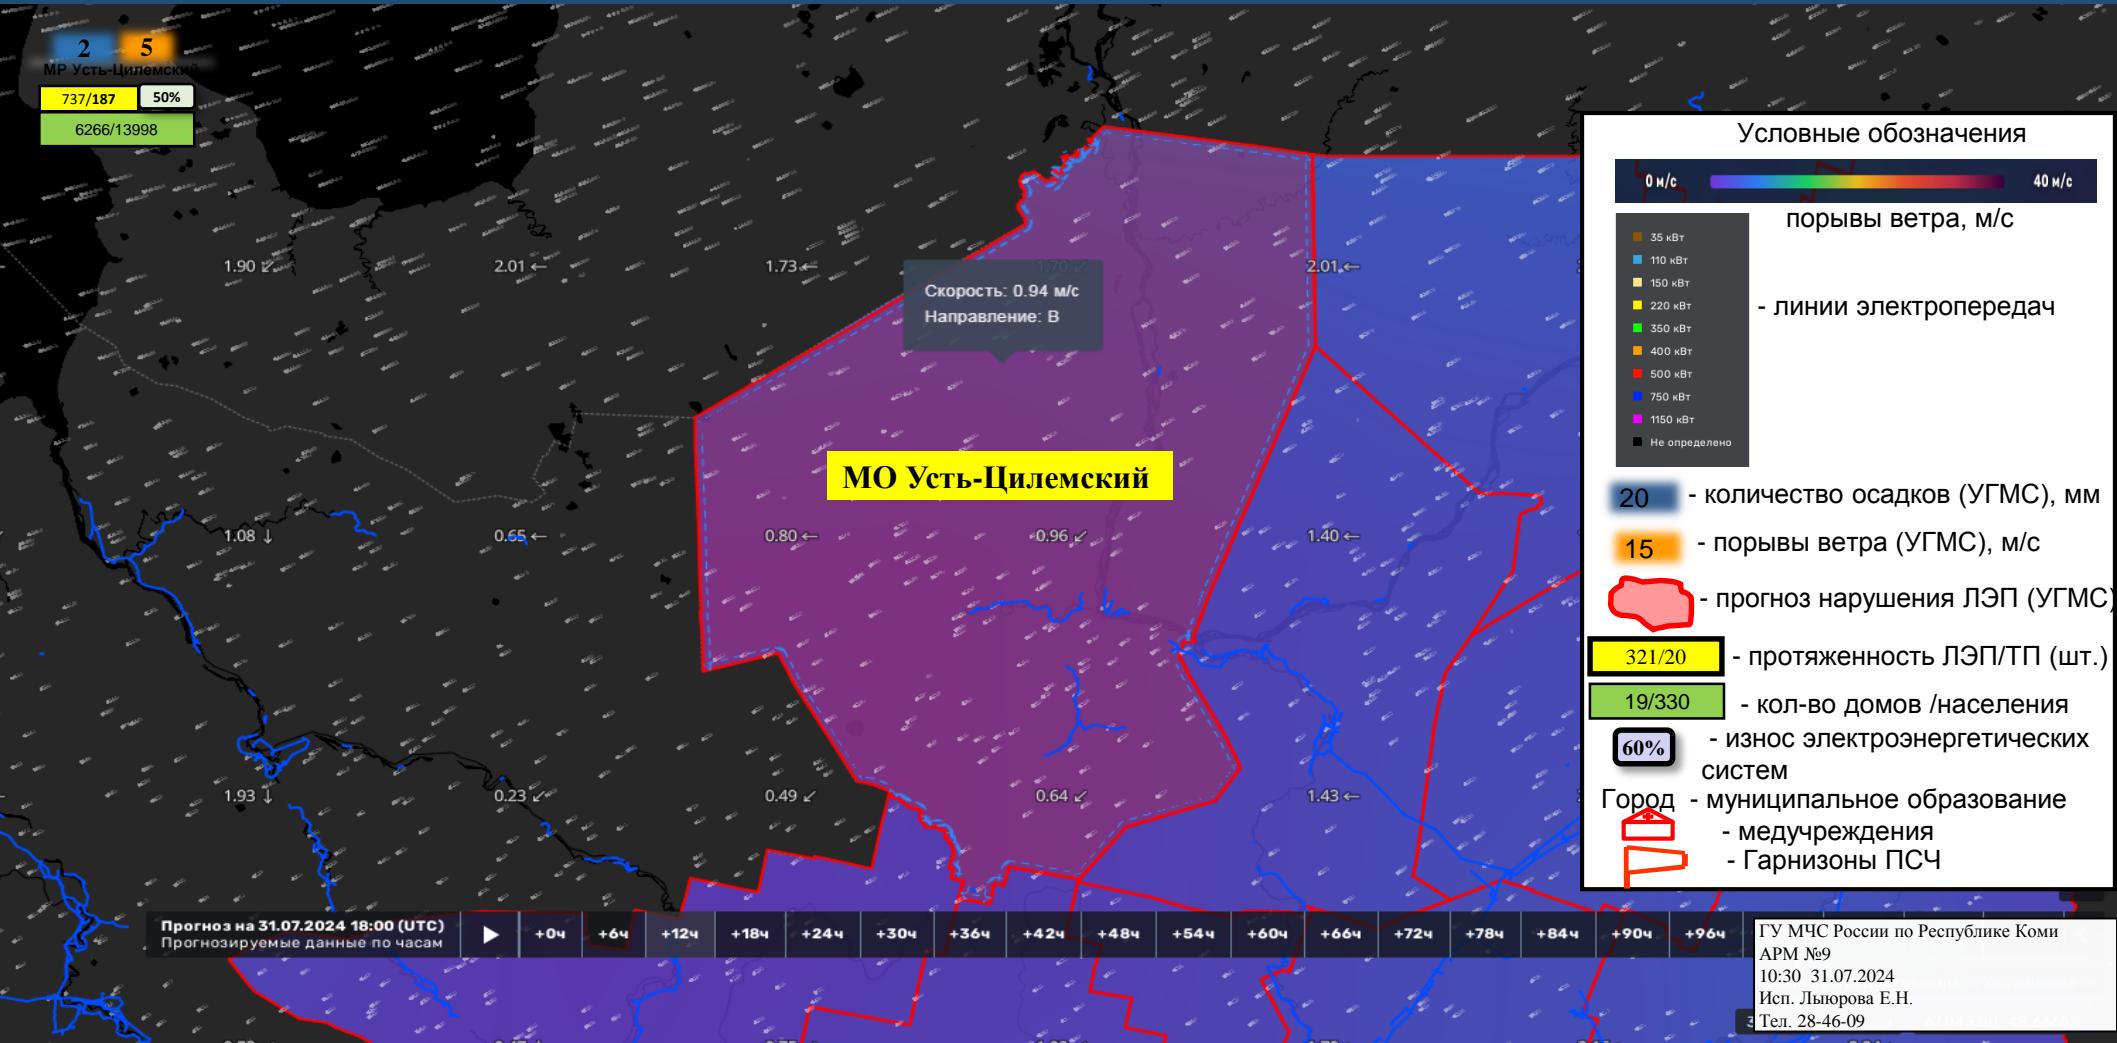 2 5
МР Усть-Цилемский
737/187 50%
6266/13998
1.90 ↙ 2.01 ← 1.73 ← 1.70 ↙ 2.01 ←
Скорость: 0.94 м/с
Направление: В
МО Усть-Цилемский
1.08 ↓ 0.65 ← 0.80 ← 0.96 ↙ 1.40 ←
1.93 ↓ 0.23 ↙ 0.49 ↙ 0.64 ↙ 1.43 ←
Условные обозначения
0 м/с 40 м/с
порывы ветра, м/с
35 кВт
110 кВт
150 кВт
220 кВт
350 кВт
400 кВт
500 кВт
750 кВт
1150 кВт
Не определено
- линии электропередач
20 - количество осадков (УГМС), мм
15 - порывы ветра (УГМС), м/с
- прогноз нарушения ЛЭП (УГМС)
321/20 - протяженность ЛЭП/ТП (шт.)
19/330 - кол-во домов /населения
60% - износ электроэнергетических
систем
Город - муниципальное образование
- медучреждения
- Гарнизоны ПСЧ
Прогноз на 31.07.2024 18:00 (UTC)
Прогнозируемые данные по часам
+0ч +6ч +12ч +18ч +24ч +30ч +36ч +42ч +48ч +54ч +60ч +66ч +72ч +78ч +84ч +90ч +96ч
ГУ МЧС России по Республике Коми
АРМ №9
10:30 31.07.2024
Исп. Лыюрова Е.Н.
Тел. 28-46-09